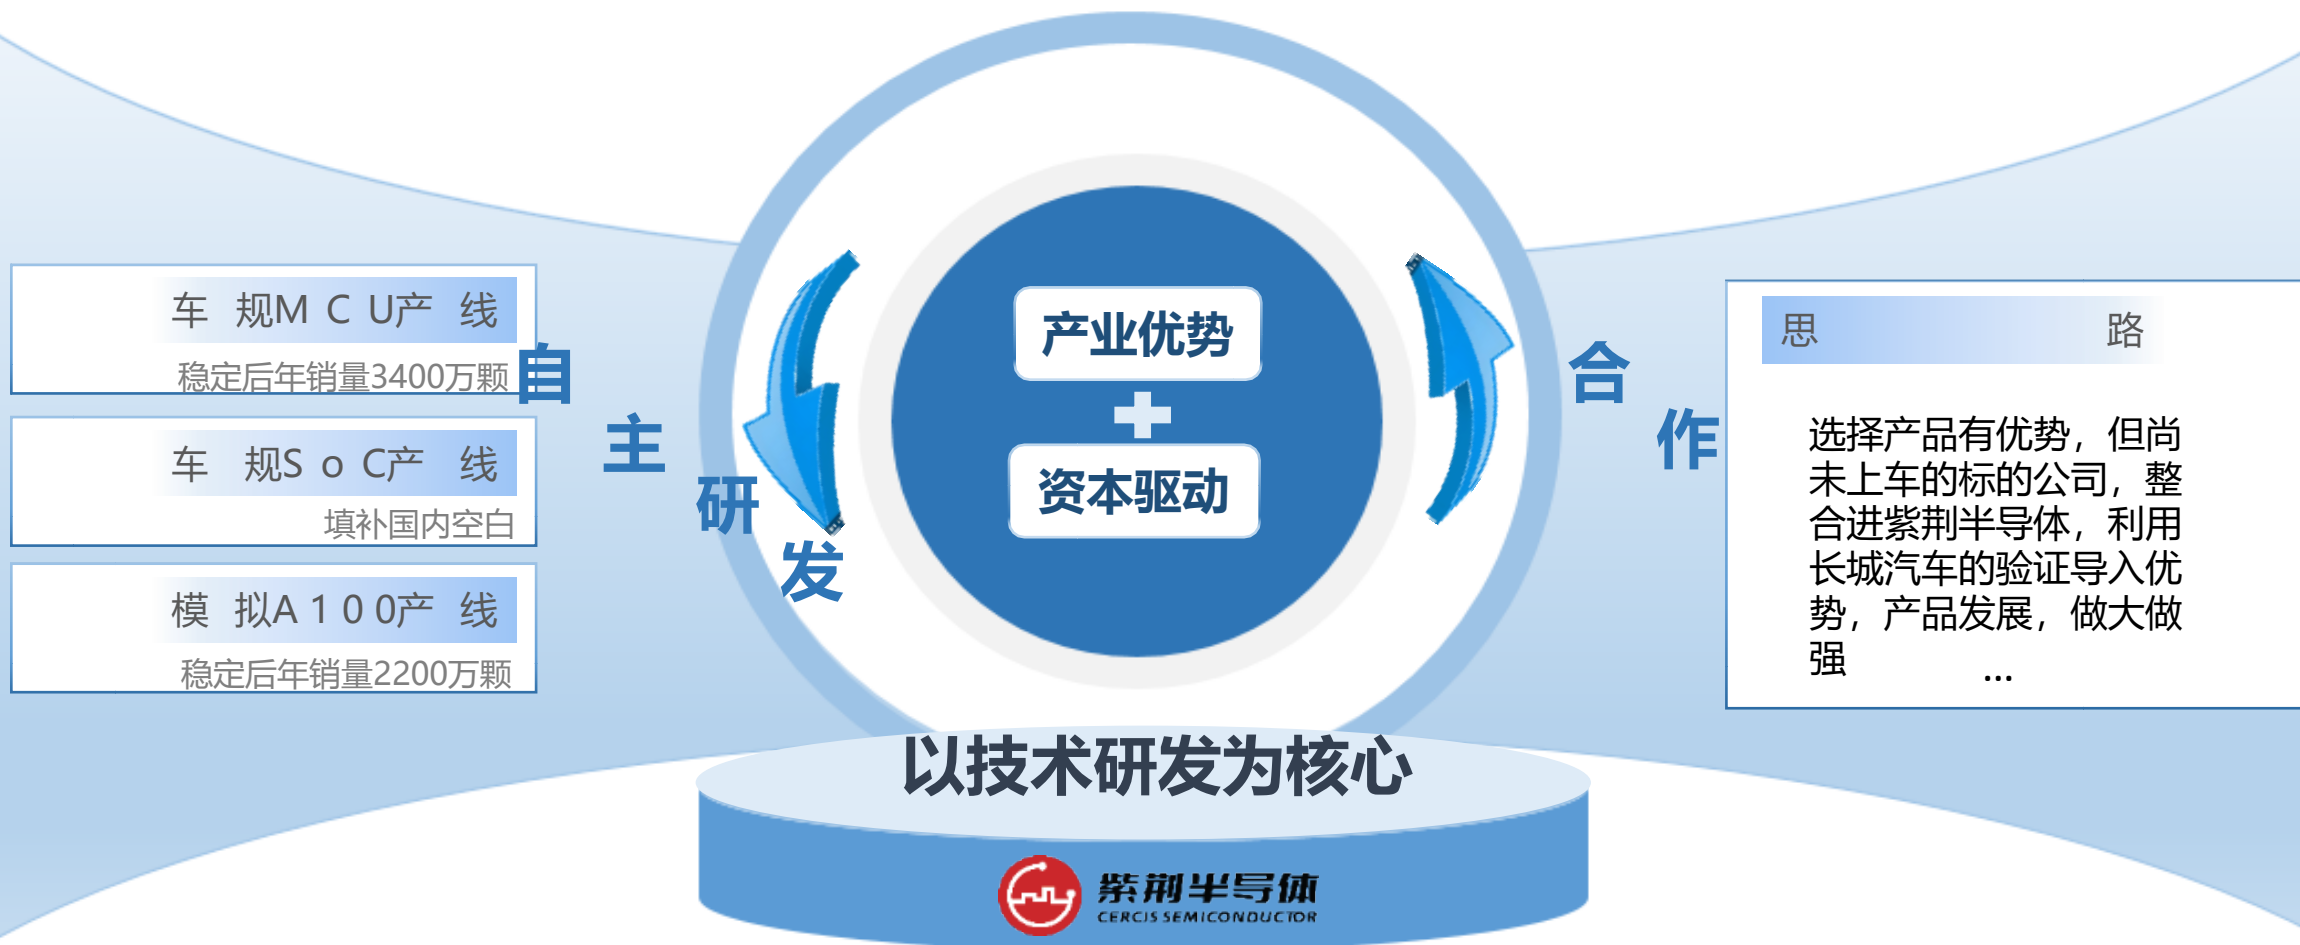 车规MCU产线
稳定后年销量3400万颗
车规SoC产线
填补国内空白
模拟A100产线
稳定后年销量2200万颗
自主研发
产业优势
资本驱动
合作
思路
选择产品有优势，但尚
未上车的标的公司，整
合进紫荆半导体，利用
长城汽车的验证导入优
势，产品发展，做大做
强 ...
以技术研发为核心
紫荆半导体
CERCIS SEMICONDUCTOR